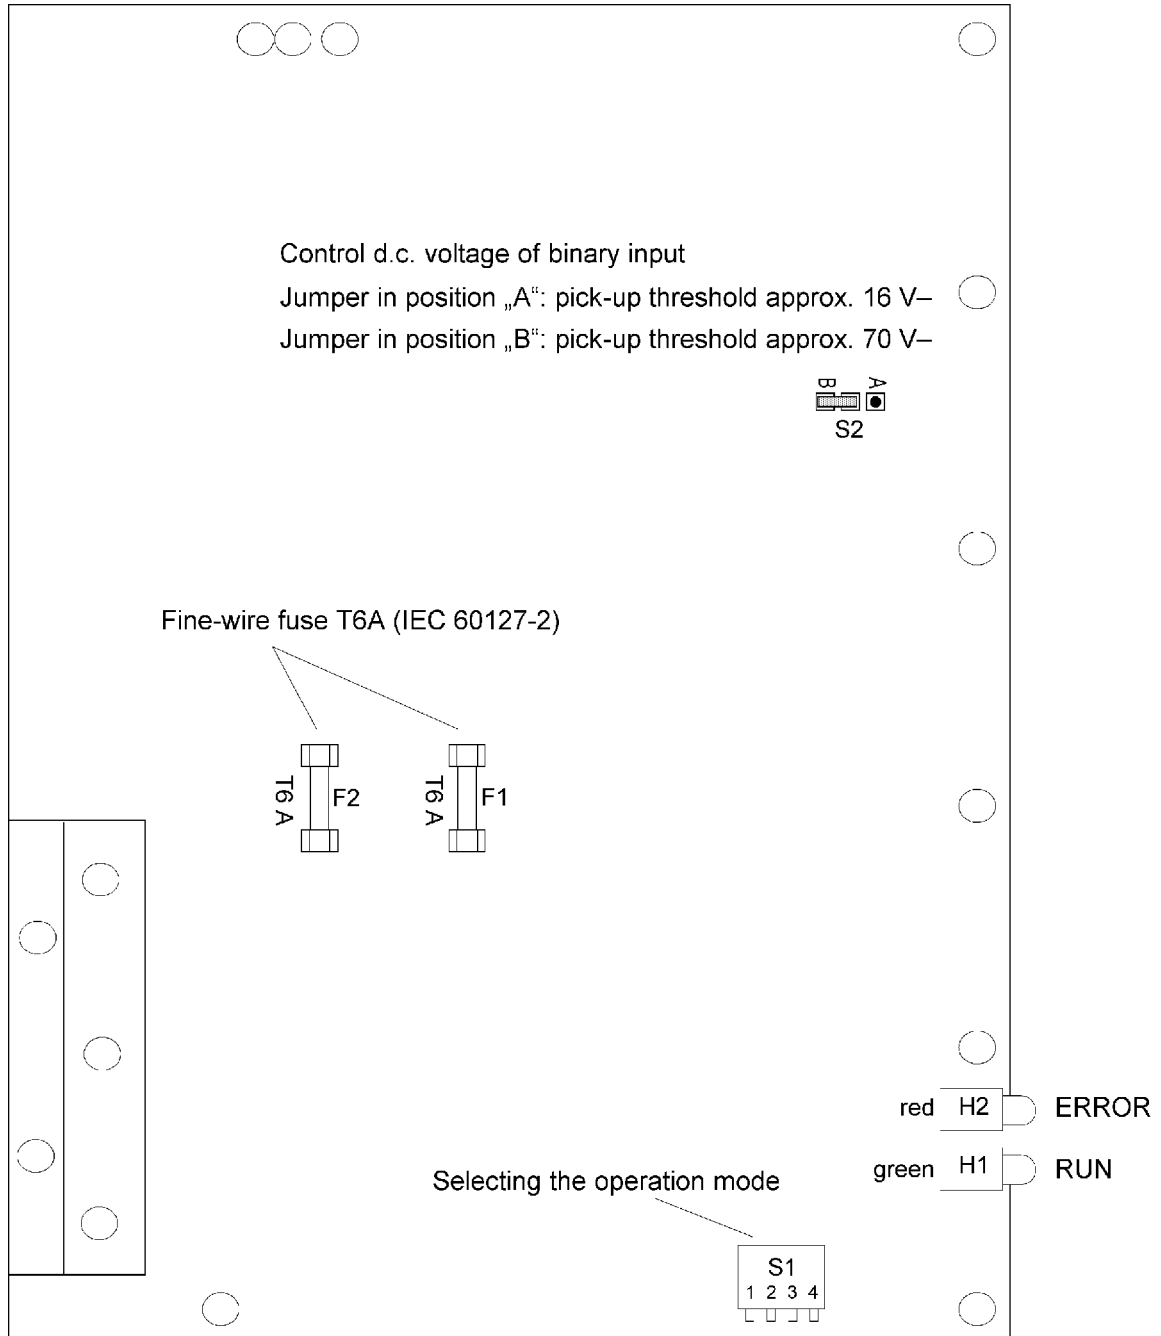 Control d.c. voltage of binary input
Jumper in position „A“: pick-up threshold approx. 16 V–
Jumper in position „B“: pick-up threshold approx. 70 V–
B A
S2
Fine-wire fuse T6A (IEC 60127-2)
T6 A F2 T6 A F1
red H2 ERROR
green H1 RUN
Selecting the operation mode
S1
1 2 3 4